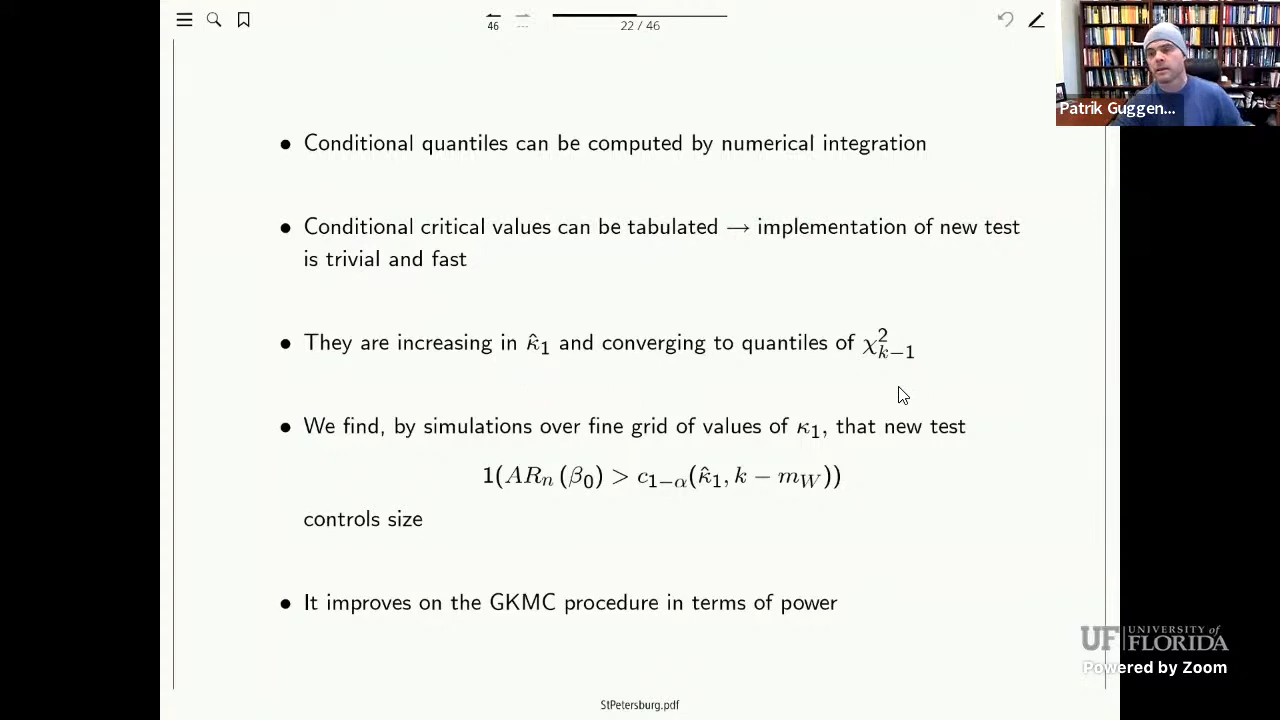 46
22 / 46
Patrik Guggen...
• Conditional quantiles can be computed by numerical integration
• Conditional critical values can be tabulated → implementation of new test
is trivial and fast
• They are increasing in κ̂₁ and converging to quantiles of χ²ₖ₋₁
• We find, by simulations over fine grid of values of κ₁, that new test
1(ARₙ (β₀) > c₁₋α(κ̂₁, k − m_W))
controls size
• It improves on the GKMC procedure in terms of power
UF UNIVERSITY of
FLORIDA
Powered by Zoom
StPetersburg.pdf